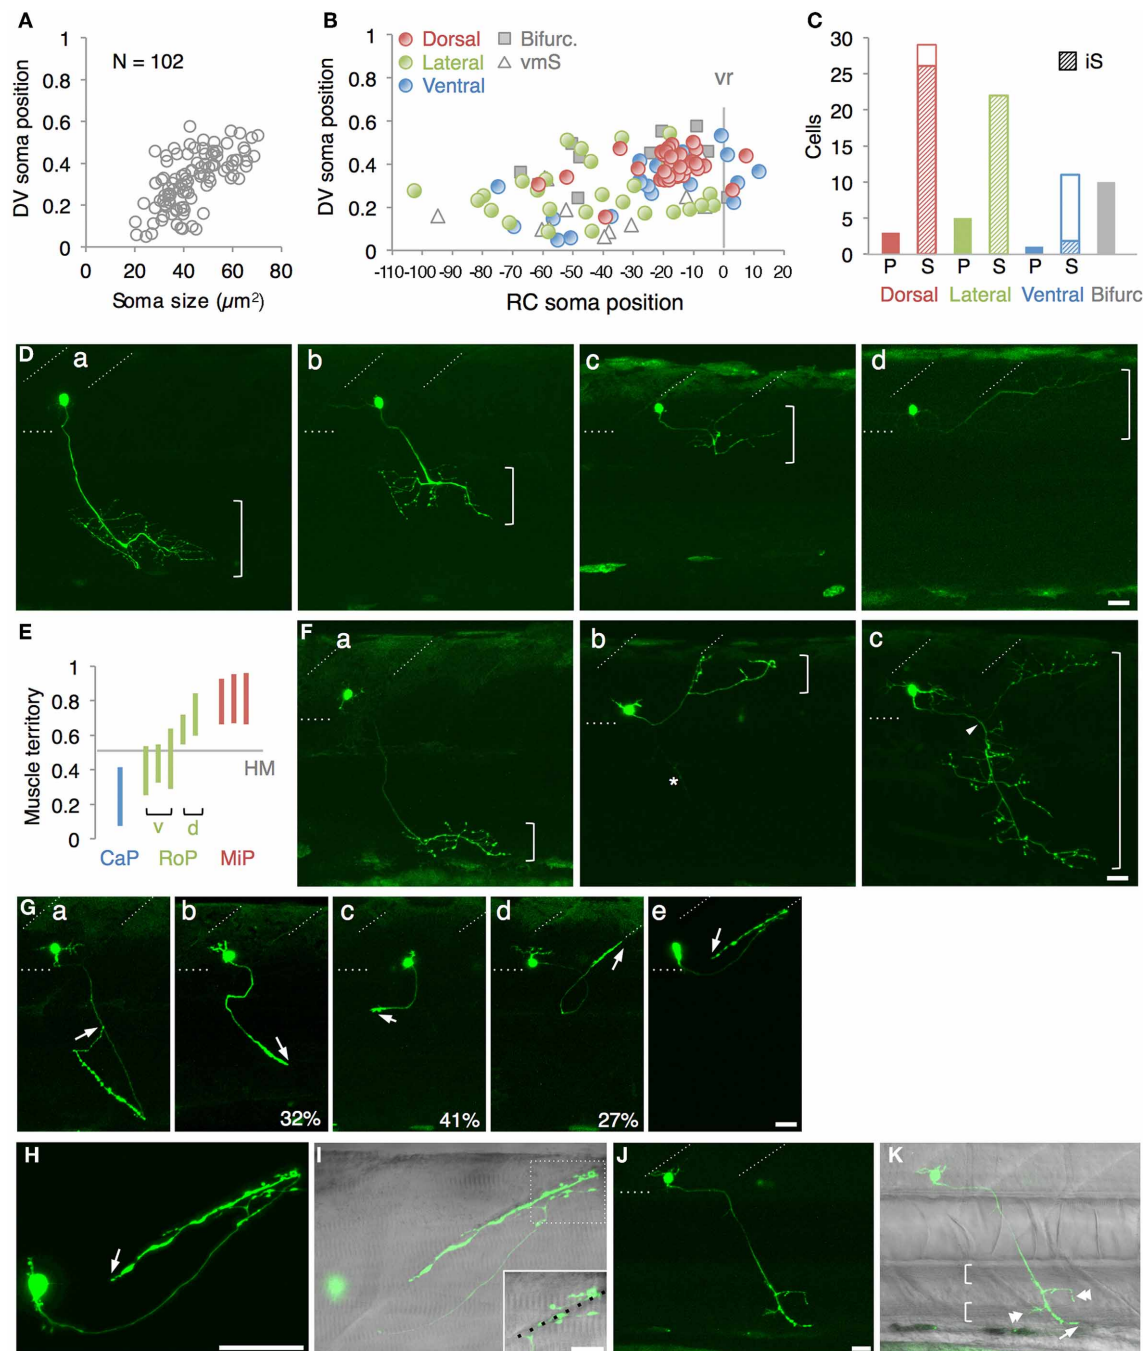 A
DV soma position
1
0.8
0.6
0.4
0.2
0
N = 102
0 20 40 60 80
Soma size (µm²)
B
DV soma position
1
0.8
0.6
0.4
0.2
0
Dorsal Bifurc.
Lateral vmS
Ventral
vr
-110 -100 -90 -80 -70 -60 -50 -40 -30 -20 -10 0 10 20
RC soma position
C
Cells
30
25
20
15
10
5
0
iS
P S P S P S
Dorsal Lateral Ventral Bifurc
D a b c d
E
Muscle territory
1
0.8
0.6
0.4
0.2
0
HM
v d
CaP RoP MiP
F a b c
*
G a b c d e
32% 41% 27%
H I J K